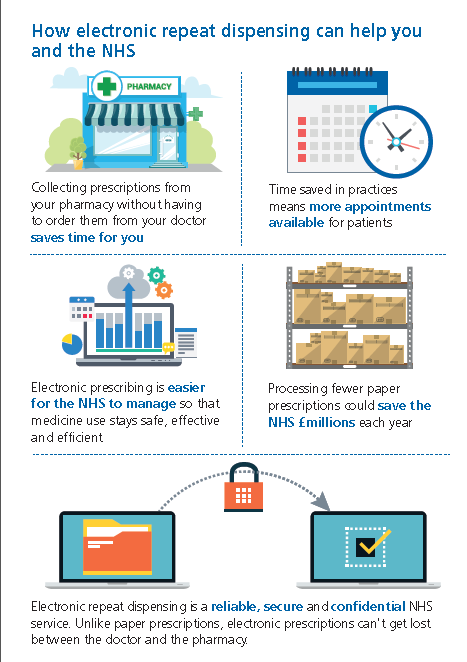 How electronic repeat dispensing can help you
and the NHS
PHARMACY
Collecting prescriptions from
your pharmacy without having
to order them from your doctor
saves time for you
Time saved in practices
means more appointments
available for patients
Electronic prescribing is easier
for the NHS to manage so that
medicine use stays safe, effective
and efficient
Processing fewer paper
prescriptions could save the
NHS £millions each year
Electronic repeat dispensing is a reliable, secure and confidential NHS
service. Unlike paper prescriptions, electronic prescriptions can't get lost
between the doctor and the pharmacy.